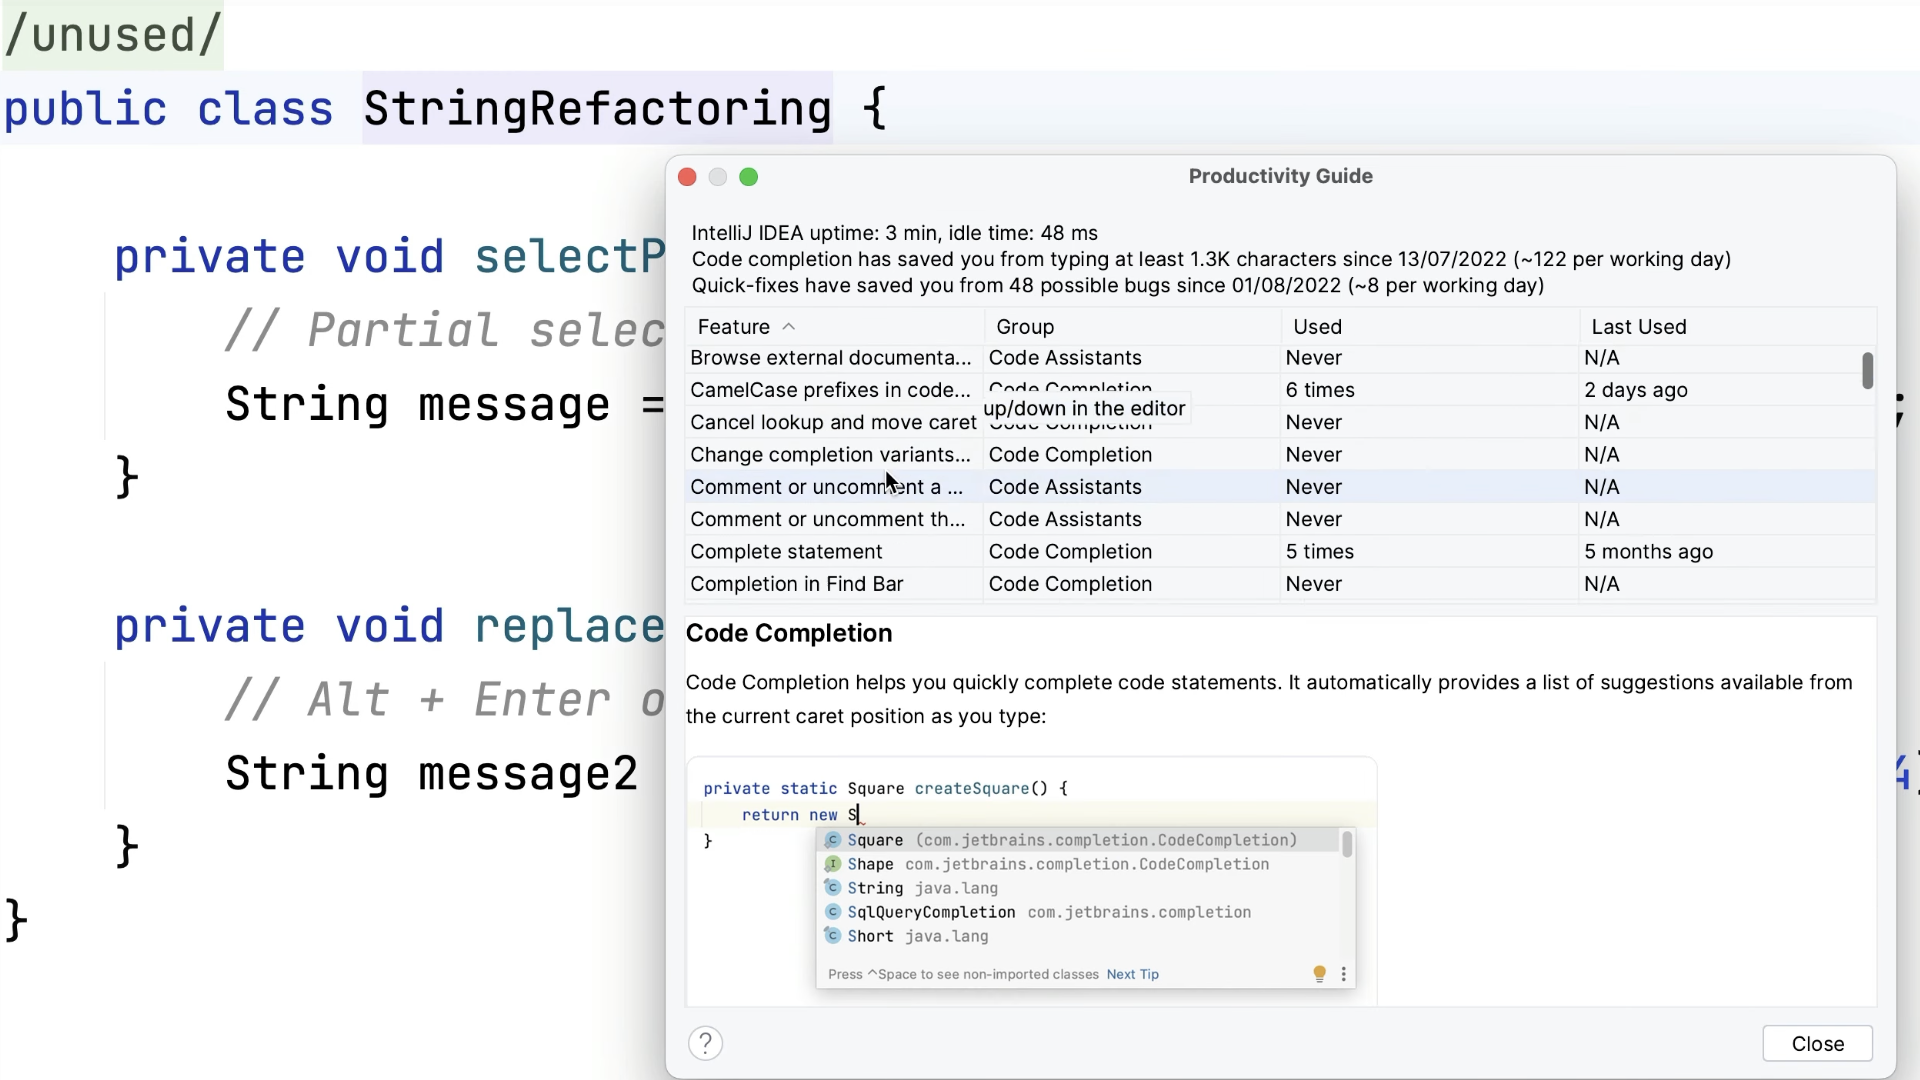 /unused/
public class StringRefactoring {
private void selectP
// Partial selec
String message =
;
}
private void replace
// Alt + Enter o
String message2
}
}
Productivity Guide
IntelliJ IDEA uptime: 3 min, idle time: 48 ms
Code completion has saved you from typing at least 1.3K characters since 13/07/2022 (~122 per working day)
Quick-fixes have saved you from 48 possible bugs since 01/08/2022 (~8 per working day)
Feature Group Used Last Used
Browse external documenta... Code Assistants Never N/A
CamelCase prefixes in code... Code Completion 6 times 2 days ago
up/down in the editor
Cancel lookup and move caret Code Completion Never N/A
Change completion variants... Code Completion Never N/A
Comment or uncomment a ... Code Assistants Never N/A
Comment or uncomment th... Code Assistants Never N/A
Complete statement Code Completion 5 times 5 months ago
Completion in Find Bar Code Completion Never N/A
Code Completion
Code Completion helps you quickly complete code statements. It automatically provides a list of suggestions available from
the current caret position as you type:
private static Square createSquare() {
return new S
}
Square (com.jetbrains.completion.CodeCompletion)
Shape com.jetbrains.completion.CodeCompletion
String java.lang
SqlQueryCompletion com.jetbrains.completion
Short java.lang
Press ^Space to see non-imported classes Next Tip
?
Close